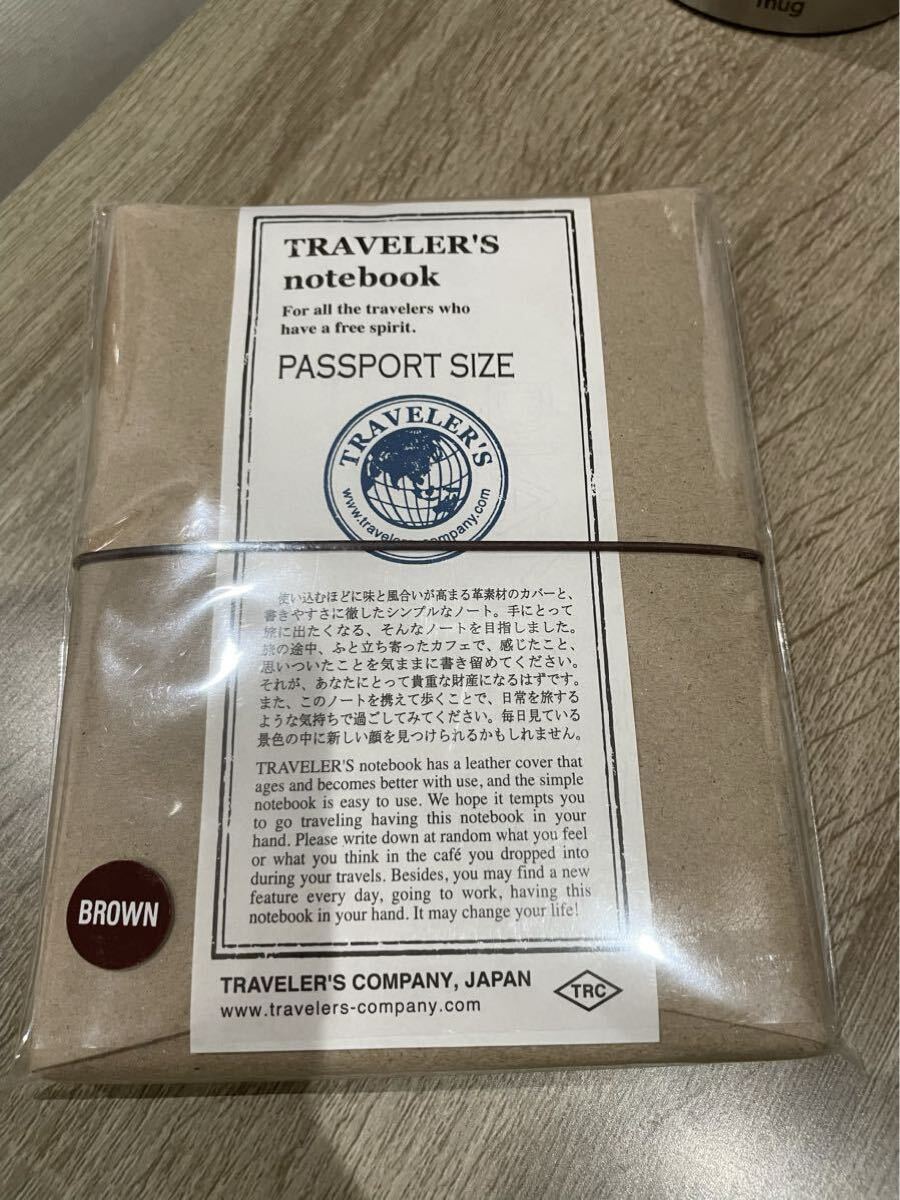 mug
TRAVELER'S
notebook
For all the travelers who
have a free spirit.
PASSPORT SIZE
TRAVELER'S
使い込むほどに味と風合いが高まる革素材のカバーと、
書きやすさに徹したシンプルなノート。手にとって
旅に出たくなる、そんなノートを目指しました。
旅の途中、ふと立ち寄ったカフェで、感じたこと、
思いついたことを気ままに書き留めてください。
それが、あなたにとって貴重な財産になるはずです。
また、このノートを携えて歩くことで、日常を旅する
ような気持ちで過ごしてみてください。毎日見ている
景色の中に新しい顔を見つけられるかもしれません。
TRAVELER'S notebook has a leather cover that
ages and becomes better with use, and the simple
notebook is easy to use. We hope it tempts you
to go traveling having this notebook in your
hand. Please write down at random what you feel
or what you think in the café you dropped into
during your travels. Besides, you may find a new
feature every day, going to work, having this
notebook in your hand. It may change your life!
BROWN
TRAVELER'S COMPANY, JAPAN
www.travelers-company.com
TRC